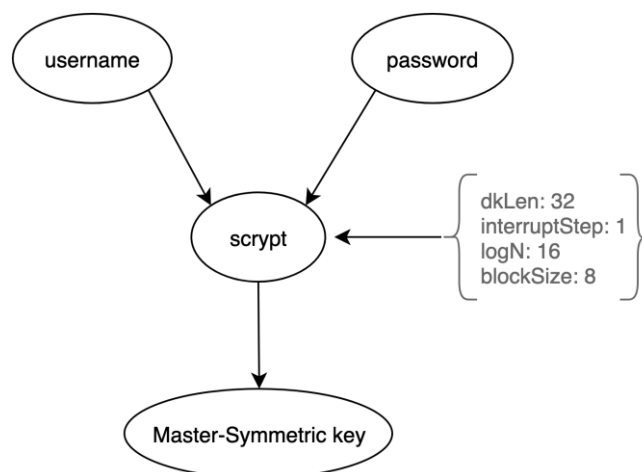 username
password
scrypt
dkLen: 32
interruptStep: 1
logN: 16
blockSize: 8
Master-Symmetric key